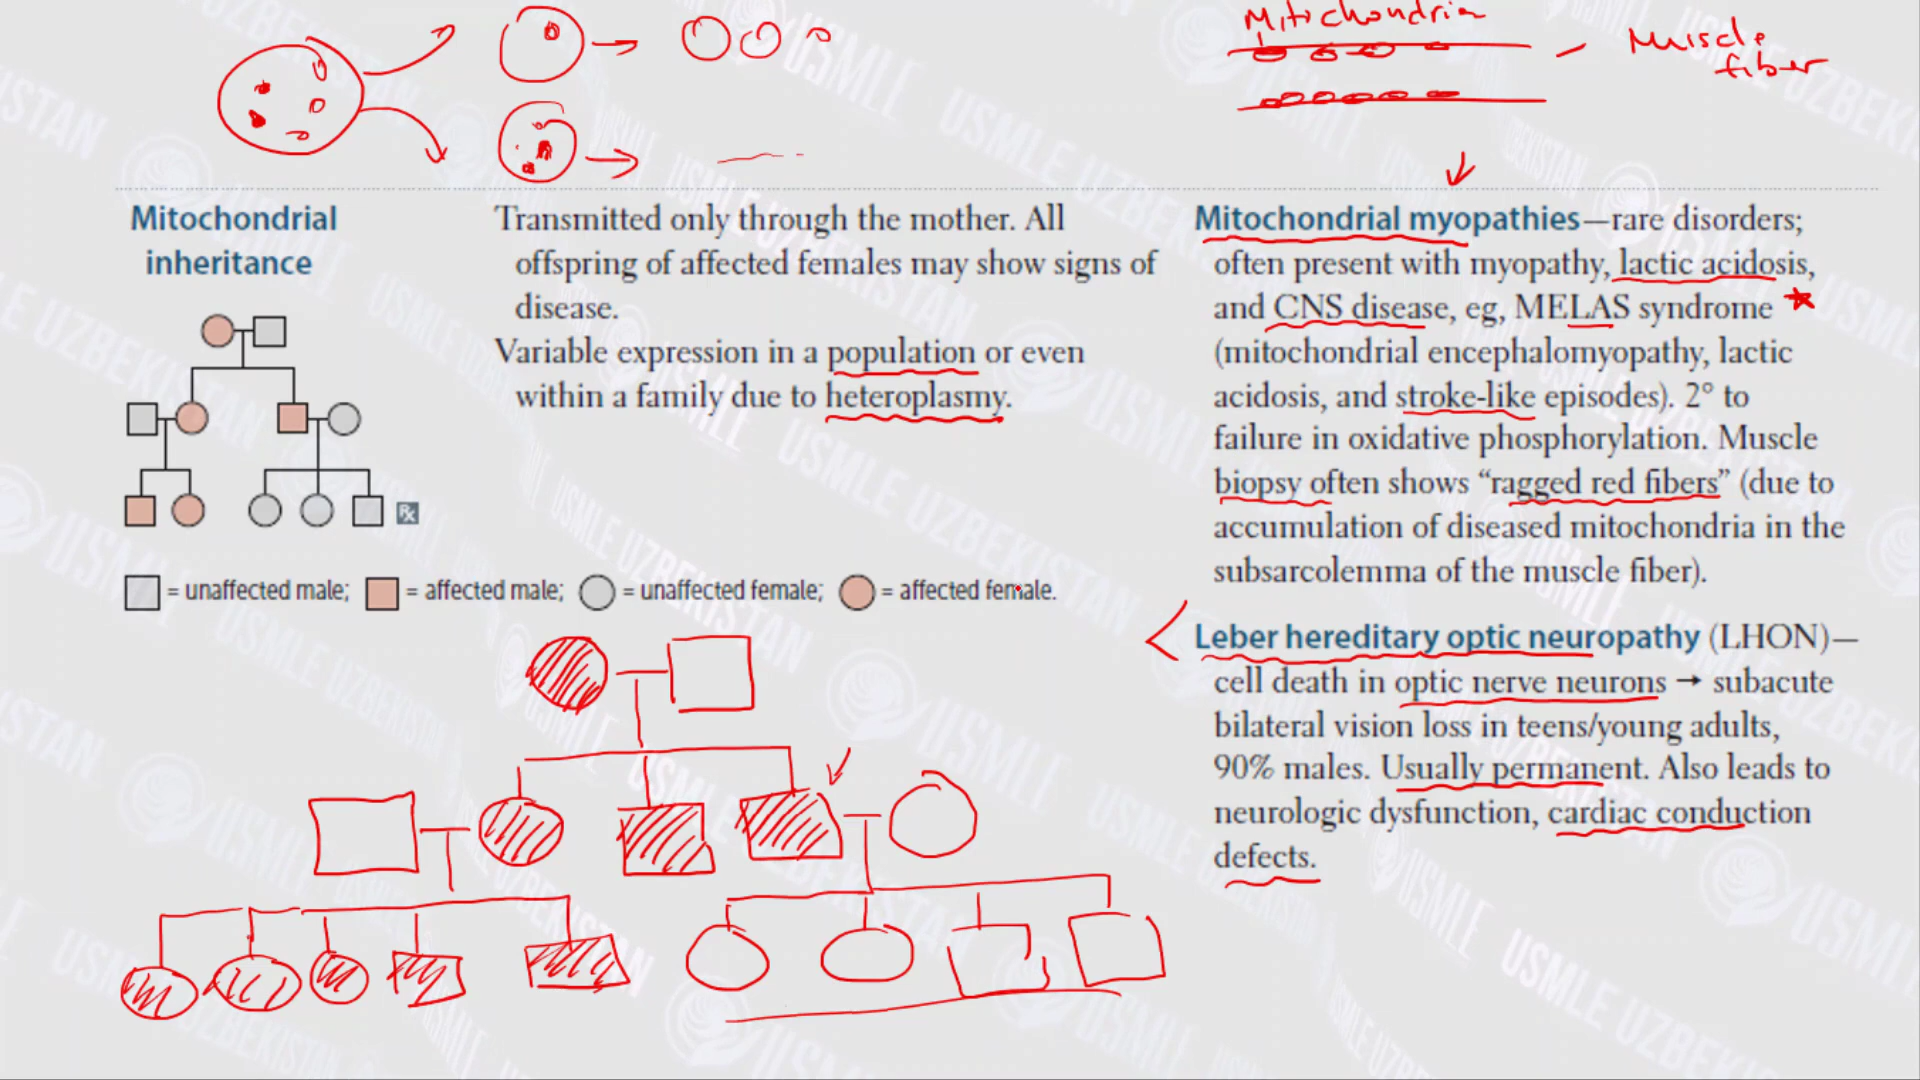 Mitichondria
Muscle
fiber
Mitochondrial
inheritance
Transmitted only through the mother. All
offspring of affected females may show signs of
disease.
Variable expression in a population or even
within a family due to heteroplasmy.
Rx
= unaffected male; = affected male; = unaffected female; = affected female.
Mitochondrial myopathies—rare disorders;
often present with myopathy, lactic acidosis,
and CNS disease, eg, MELAS syndrome
(mitochondrial encephalomyopathy, lactic
acidosis, and stroke-like episodes). 2° to
failure in oxidative phosphorylation. Muscle
biopsy often shows “ragged red fibers” (due to
accumulation of diseased mitochondria in the
subsarcolemma of the muscle fiber).
Leber hereditary optic neuropathy (LHON)—
cell death in optic nerve neurons → subacute
bilateral vision loss in teens/young adults,
90% males. Usually permanent. Also leads to
neurologic dysfunction, cardiac conduction
defects.
USMLE UZBEKISTAN